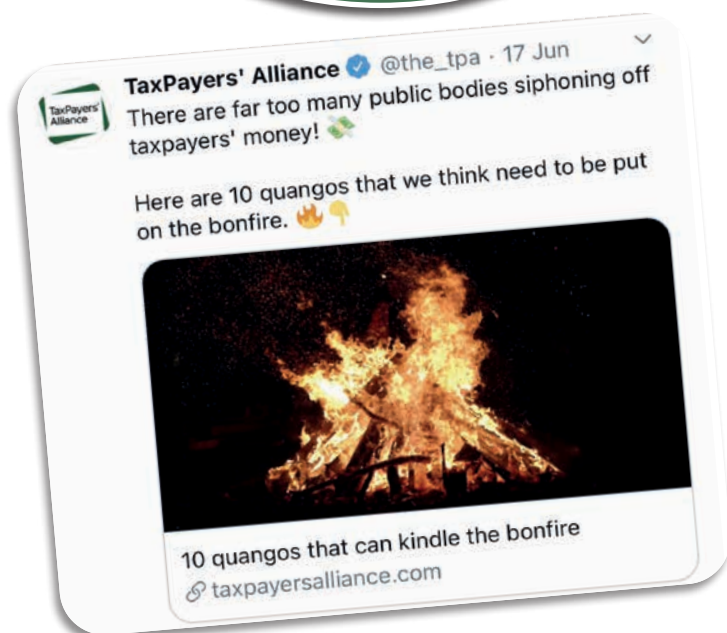 TaxPayers'
Alliance
TaxPayers' Alliance @the_tpa · 17 Jun
There are far too many public bodies siphoning off
taxpayers' money! 💸
Here are 10 quangos that we think need to be put
on the bonfire. 🔥👇
10 quangos that can kindle the bonfire
taxpayersalliance.com